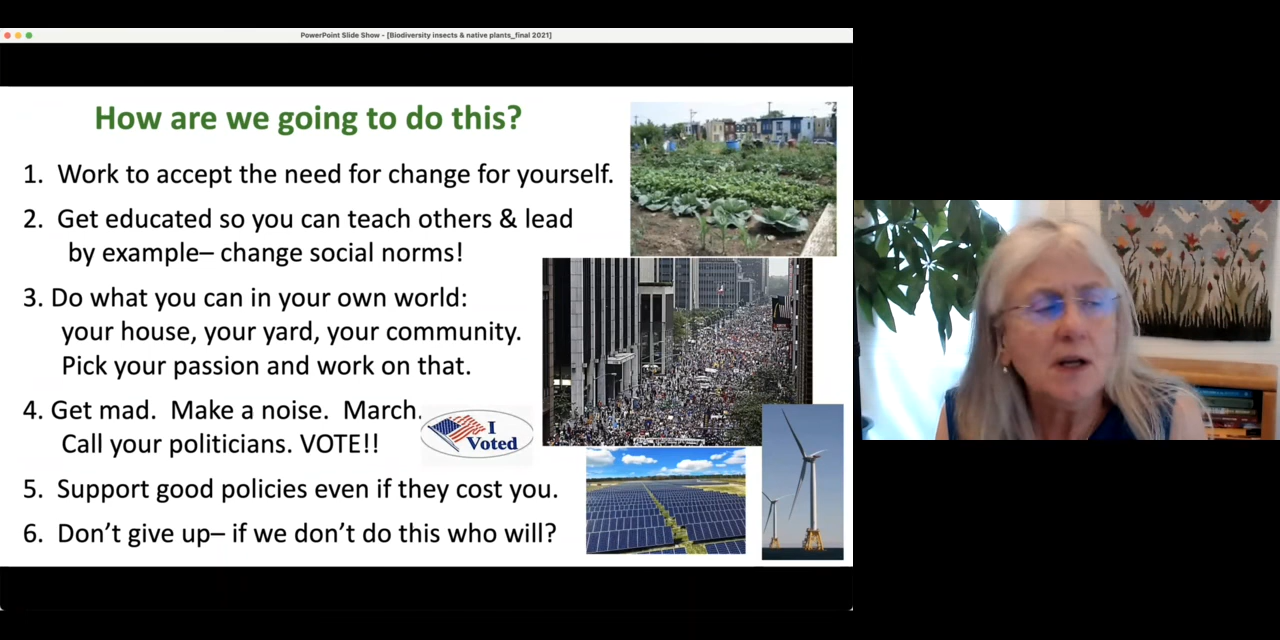 PowerPoint Slide Show - [Biodiversity insects & native plants_final 2021]
How are we going to do this?
1. Work to accept the need for change for yourself.
2. Get educated so you can teach others & lead
by example– change social norms!
3. Do what you can in your own world:
your house, your yard, your community.
Pick your passion and work on that.
4. Get mad. Make a noise. March.
Call your politicians. VOTE!!
I
Voted
5. Support good policies even if they cost you.
6. Don’t give up– if we don’t do this who will?